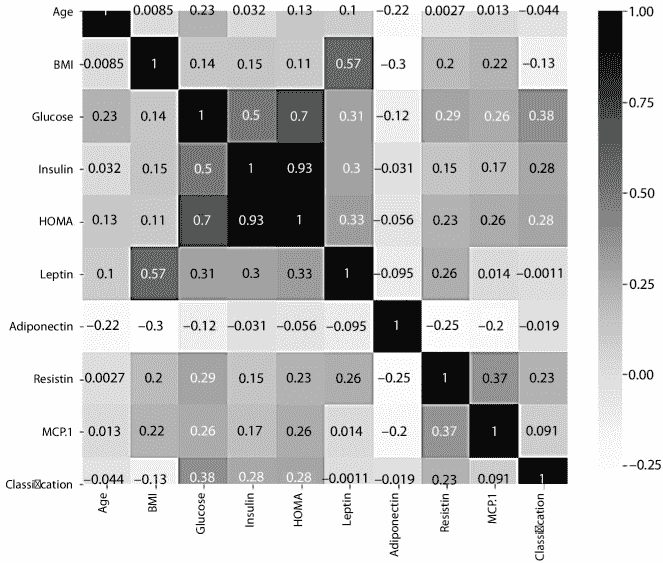 Age 1 0.0085 0.23 0.032 0.13 0.1 −0.22 0.0027 0.013 −0.044
BMI −0.0085 1 0.14 0.15 0.11 0.57 −0.3 0.2 0.22 −0.13
Glucose 0.23 0.14 1 0.5 0.7 0.31 −0.12 0.29 0.26 0.38
Insulin 0.032 0.15 0.5 1 0.93 0.3 −0.031 0.15 0.17 0.28
HOMA 0.13 0.11 0.7 0.93 1 0.33 −0.056 0.23 0.26 0.28
Leptin 0.1 0.57 0.31 0.3 0.33 1 −0.095 0.26 0.014 −0.0011
Adiponectin −0.22 −0.3 −0.12 −0.031 −0.056 −0.095 1 −0.25 −0.2 −0.019
Resistin −0.0027 0.2 0.29 0.15 0.23 0.26 −0.25 1 0.37 0.23
MCP.1 0.013 0.22 0.26 0.17 0.26 0.014 −0.2 0.37 1 0.091
Classi⍰cation −0.044 −0.13 0.38 0.28 0.28 −0.0011 −0.019 0.23 0.091 1
Age BMI Glucose Insulin HOMA Leptin Adiponectin Resistin MCP.1 Classi⍰cation
1.00
−0.75
−0.50
−0.25
−0.00
−0.25